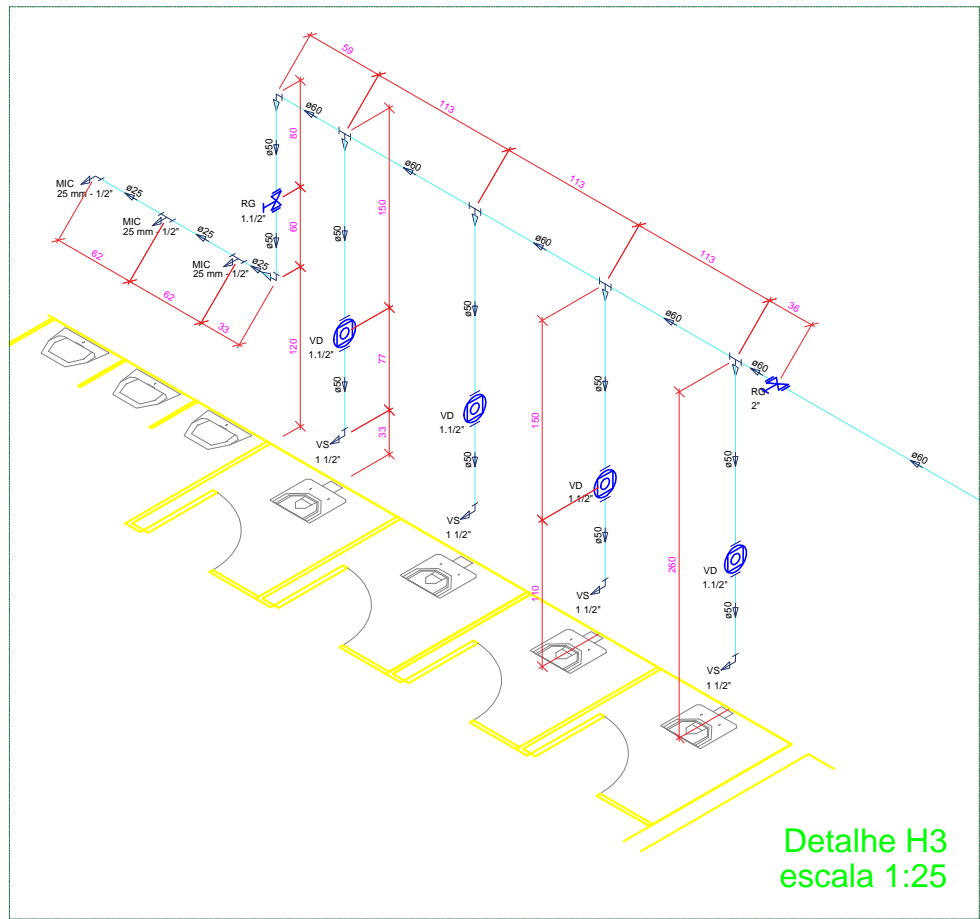 59
113
113
113
36
ø60
ø60
ø60
ø60
ø60
ø60
80
ø50
RG
1.1/2"
60
ø50
120
MIC
25 mm - 1/2"
ø25
MIC
25 mm - 1/2"
ø25
MIC
25 mm - 1/2"
ø25
62
62
33
150
ø50
VD
1.1/2"
77
ø50
VS
1 1/2"
33
ø50
VD
1.1/2"
ø50
VS
1 1/2"
150
ø50
VD
1.1/2"
ø50
VS
1 1/2"
110
RG
2"
260
ø50
VD
1.1/2"
ø50
VS
1 1/2"
Detalhe H3
escala 1:25